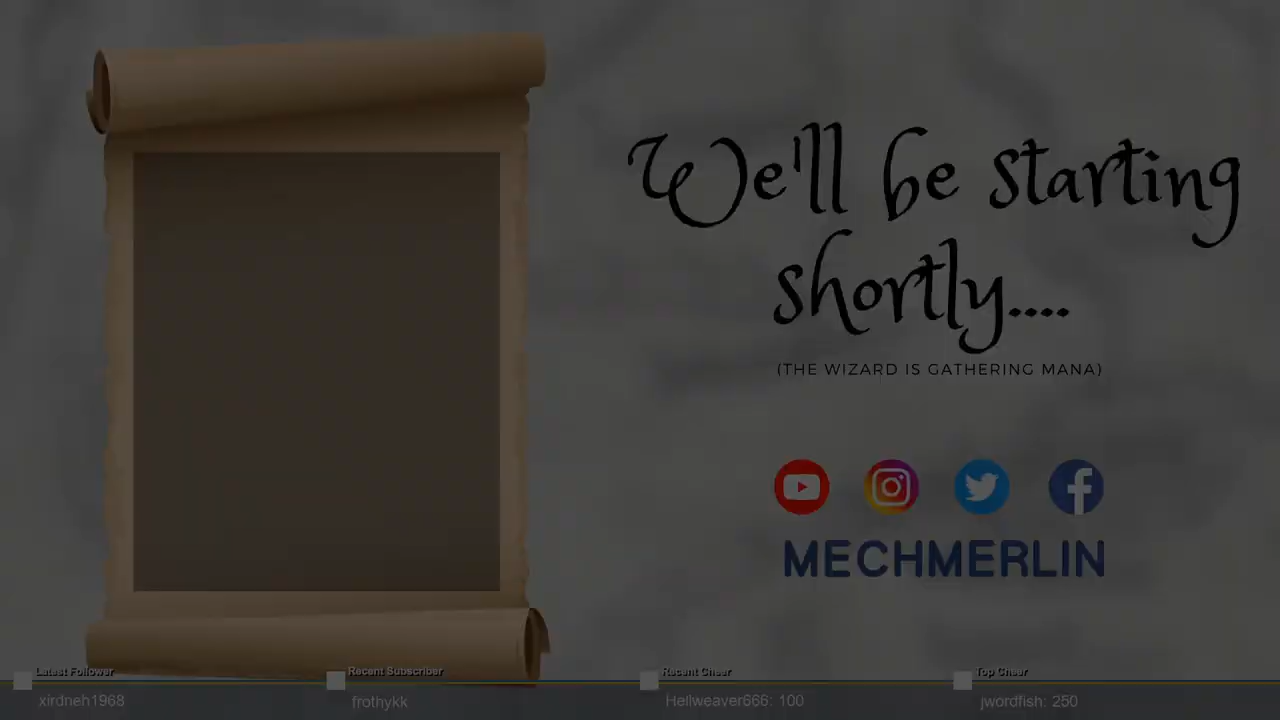 We'll be starting
shortly....
(THE WIZARD IS GATHERING MANA)
MECHMERLIN
Latest Follower
xirdneh1968
Recent Subscriber
frothykk
Recent Cheer
Hellweaver666: 100
Top Cheer
jwordfish: 250